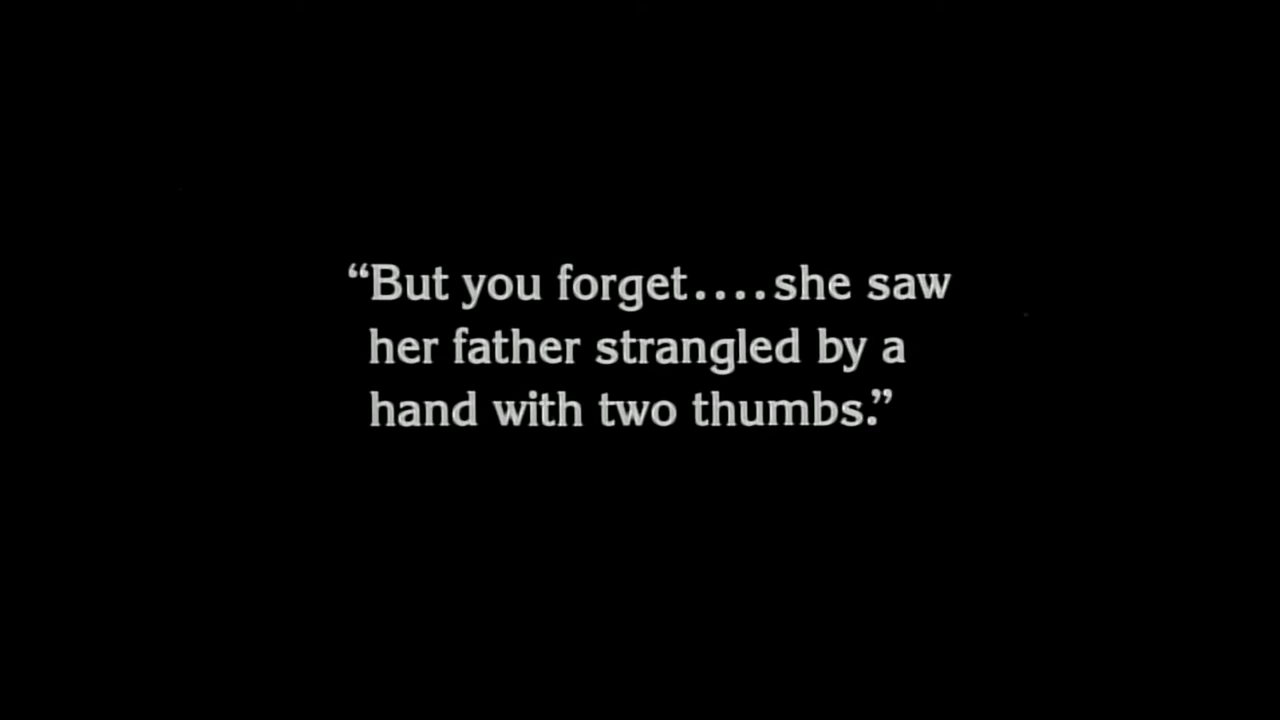 “But you forget....she saw
her father strangled by a
hand with two thumbs.”